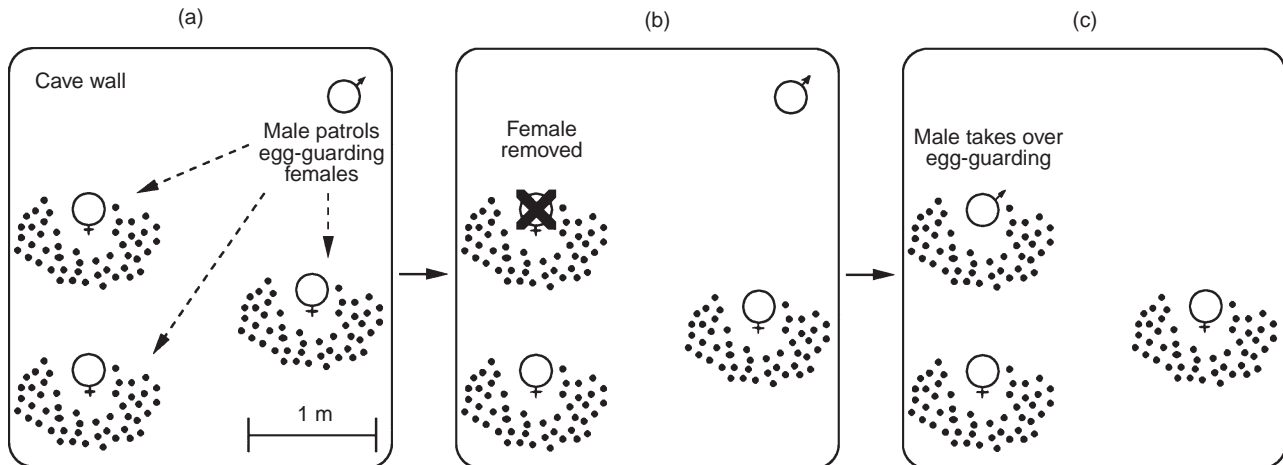 (a)
Cave wall
Male patrols
egg-guarding
females
1 m
(b)
Female
removed
(c)
Male takes over
egg-guarding